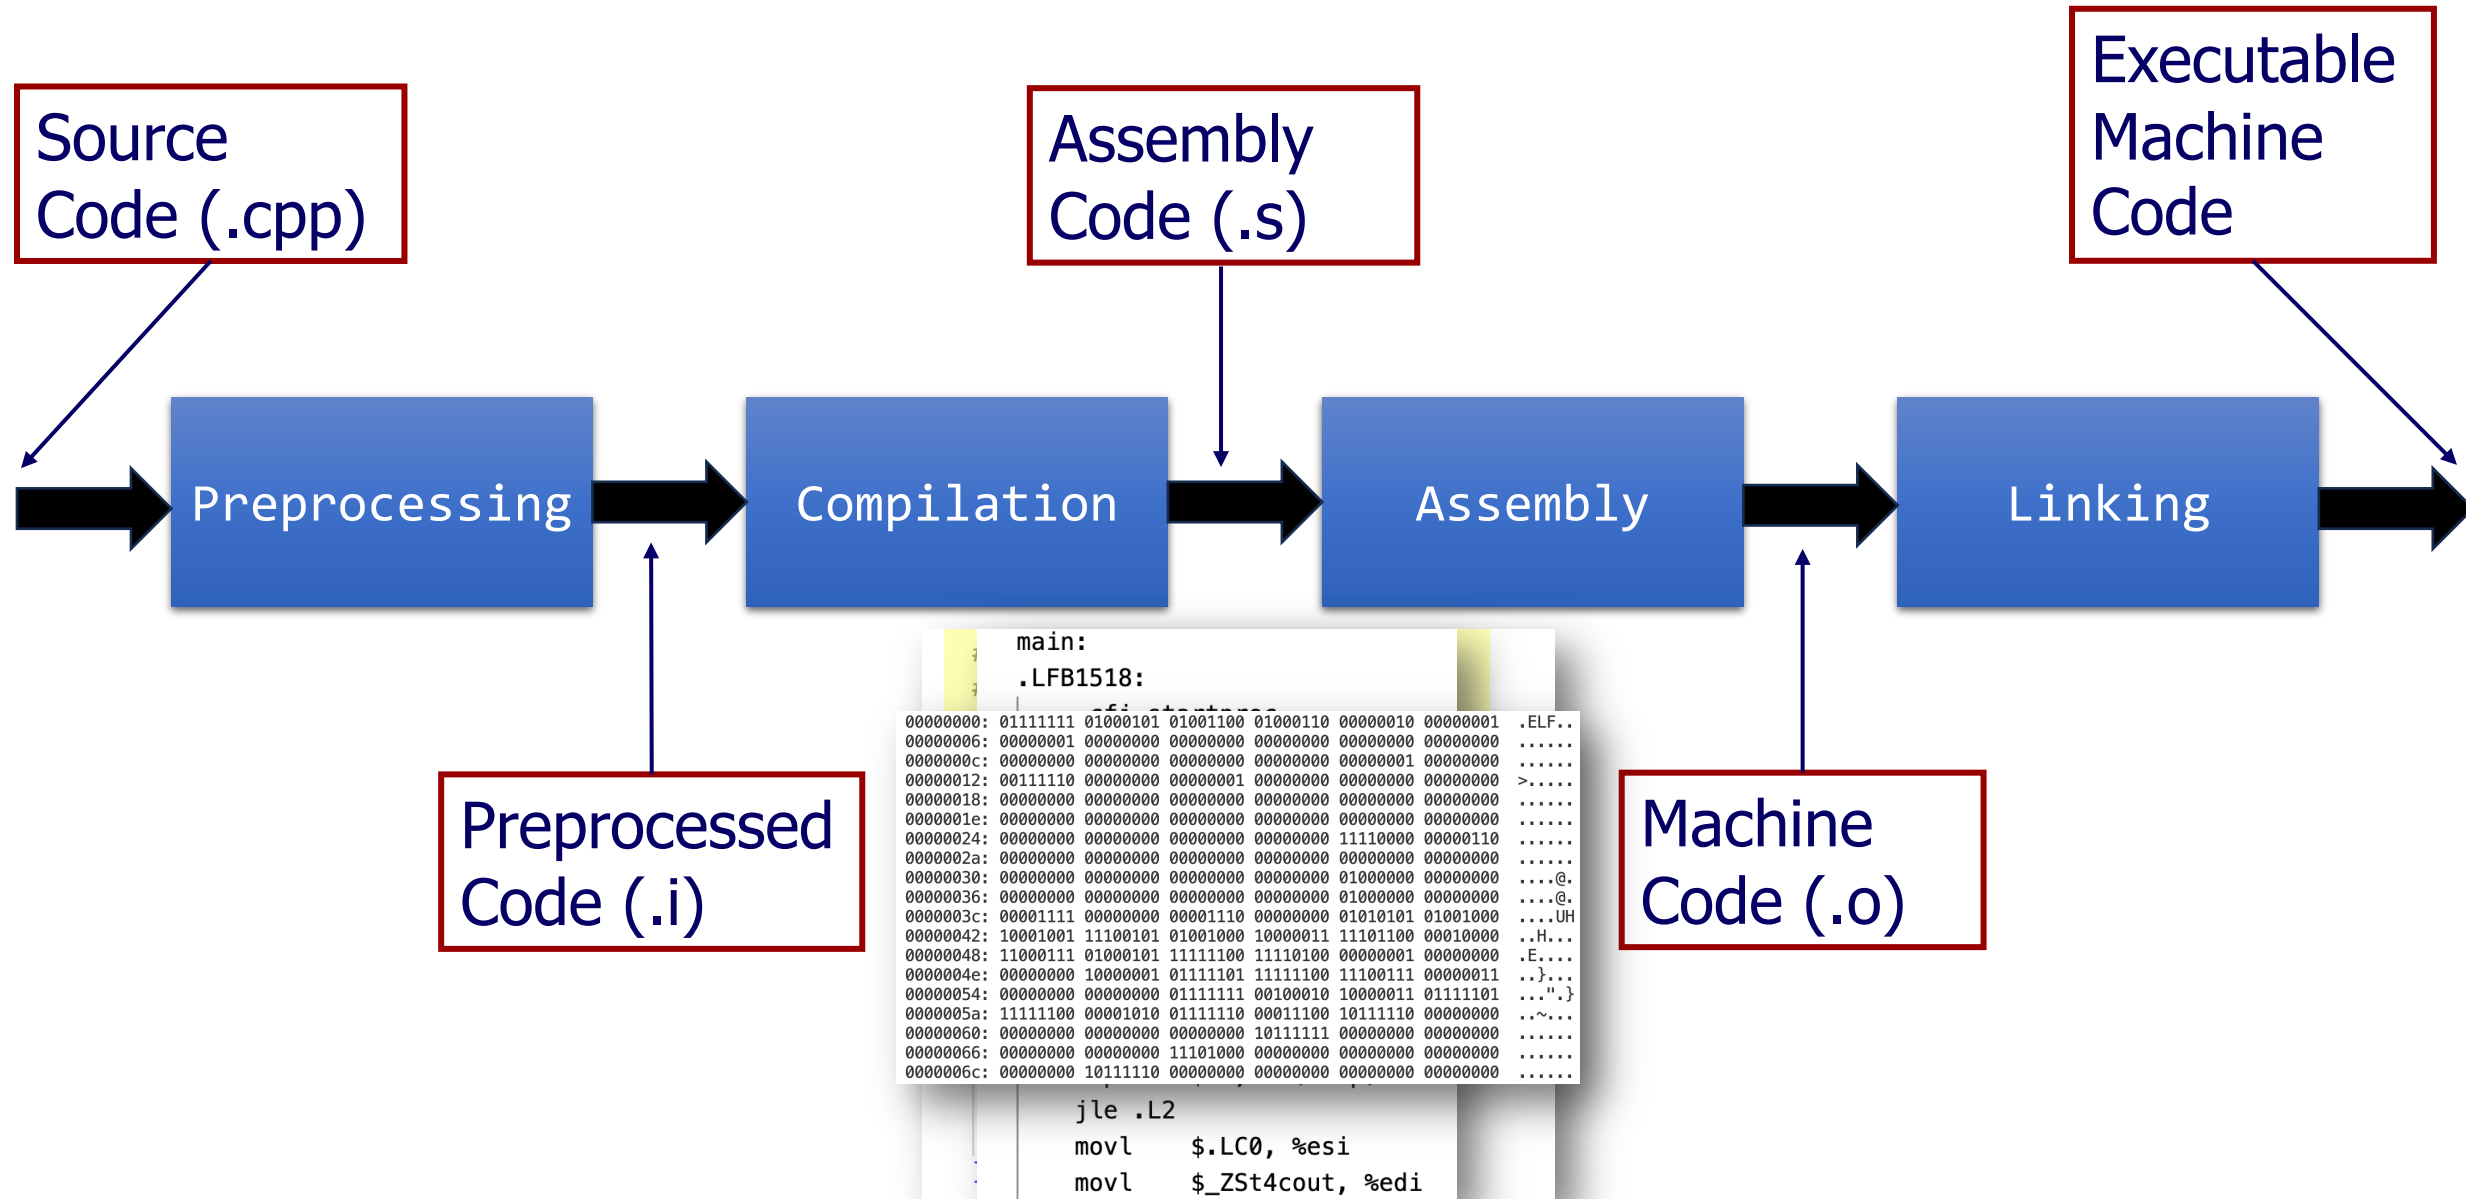 Source
Code (.cpp)
Assembly
Code (.s)
Executable
Machine
Code
Preprocessing
Compilation
Assembly
Linking
Preprocessed
Code (.i)
Machine
Code (.o)
main:
.LFB1518:
00000000: 01111111 01000101 01001100 01000110 00000010 00000001 .ELF..
00000006: 00000001 00000000 00000000 00000000 00000000 00000000 ......
0000000c: 00000000 00000000 00000000 00000000 00000001 00000000 ......
00000012: 00111110 00000000 00000001 00000000 00000000 00000000 >.....
00000018: 00000000 00000000 00000000 00000000 00000000 00000000 ......
0000001e: 00000000 00000000 00000000 00000000 00000000 00000000 ......
00000024: 00000000 00000000 00000000 00000000 11110000 00000110 ......
0000002a: 00000000 00000000 00000000 00000000 00000000 00000000 ......
00000030: 00000000 00000000 00000000 00000000 01000000 00000000 ....@.
00000036: 00000000 00000000 00000000 00000000 01000000 00000000 ....@.
0000003c: 00001111 00000000 00001110 00000000 01010101 01001000 ....UH
00000042: 10001001 11100101 01001000 10000011 11101100 00010000 ..H...
00000048: 11000111 01000101 11111100 11110100 00000001 00000000 .E....
0000004e: 00000000 10000001 01111101 11111100 11100111 00000011 ..}...
00000054: 00000000 00000000 01111111 00100010 10000011 01111101 ...".}
0000005a: 11111100 00001010 01111110 00011100 10111110 00000000 ..~...
00000060: 00000000 00000000 00000000 10111111 00000000 00000000 ......
00000066: 00000000 00000000 11101000 00000000 00000000 00000000 ......
0000006c: 00000000 10111110 00000000 00000000 00000000 00000000 ......
jle .L2
movl $.LC0, %esi
movl $_ZSt4cout, %edi